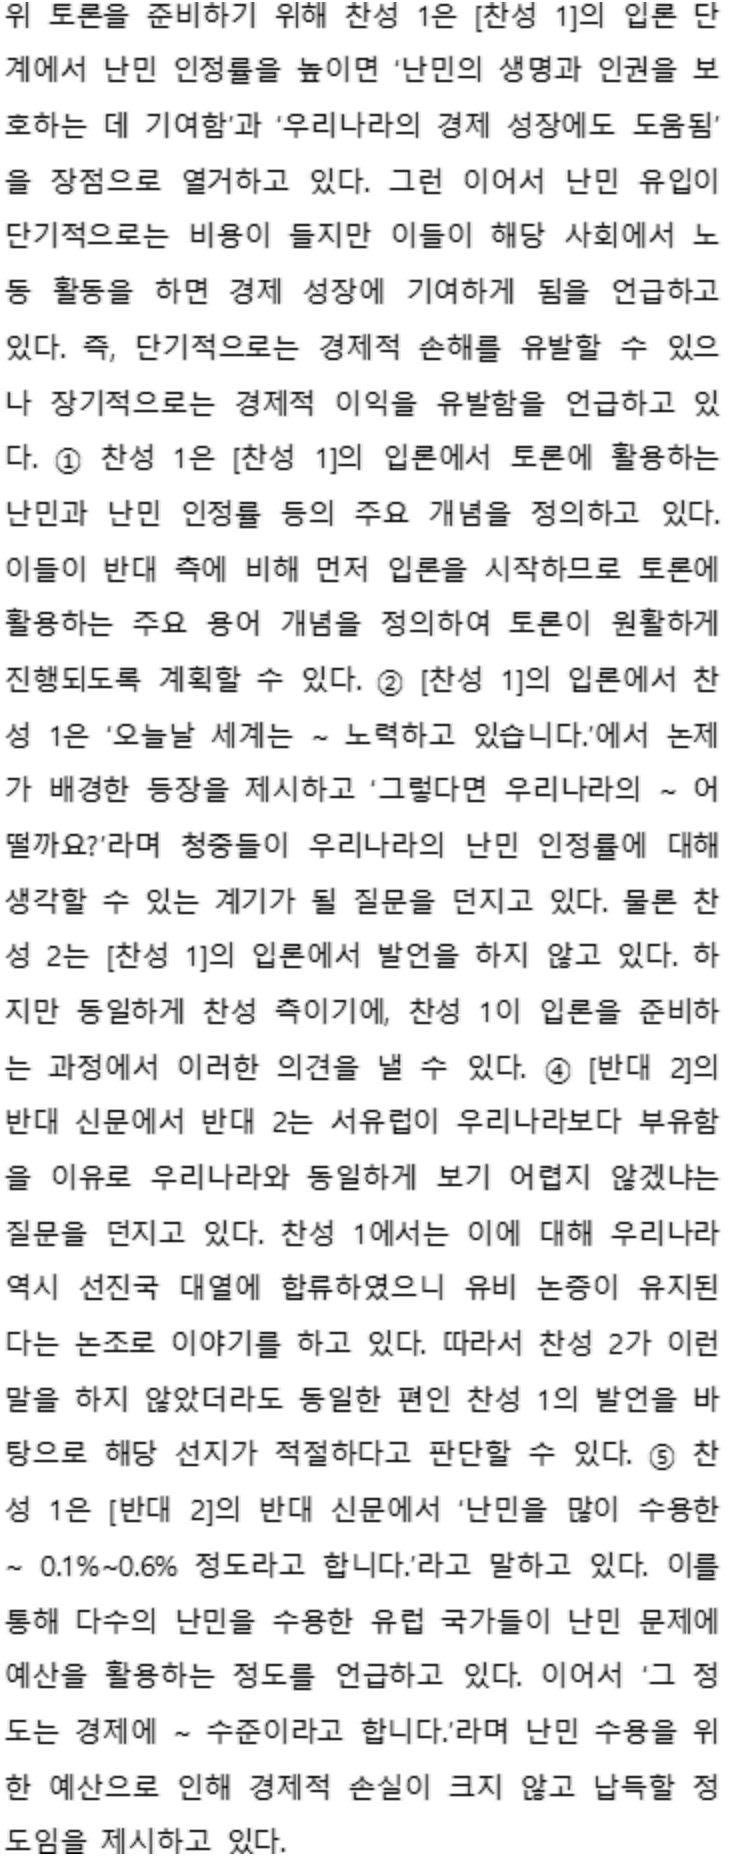 위 토론을 준비하기 위해 찬성 1은 [찬성 1]의 입론 단
계에서 난민 인정률을 높이면 ‘난민의 생명과 인권을 보
호하는 데 기여함’과 ‘우리나라의 경제 성장에도 도움됨’
을 장점으로 열거하고 있다. 그런 이어서 난민 유입이
단기적으로는 비용이 들지만 이들이 해당 사회에서 노
동 활동을 하면 경제 성장에 기여하게 됨을 언급하고
있다. 즉, 단기적으로는 경제적 손해를 유발할 수 있으
나 장기적으로는 경제적 이익을 유발함을 언급하고 있
다. ① 찬성 1은 [찬성 1]의 입론에서 토론에 활용하는
난민과 난민 인정률 등의 주요 개념을 정의하고 있다.
이들이 반대 측에 비해 먼저 입론을 시작하므로 토론에
활용하는 주요 용어 개념을 정의하여 토론이 원활하게
진행되도록 계획할 수 있다. ② [찬성 1]의 입론에서 찬
성 1은 ‘오늘날 세계는 ~ 노력하고 있습니다.’에서 논제
가 배경한 등장을 제시하고 ‘그렇다면 우리나라의 ~ 어
떨까요?’라며 청중들이 우리나라의 난민 인정률에 대해
생각할 수 있는 계기가 될 질문을 던지고 있다. 물론 찬
성 2는 [찬성 1]의 입론에서 발언을 하지 않고 있다. 하
지만 동일하게 찬성 측이기에, 찬성 1이 입론을 준비하
는 과정에서 이러한 의견을 낼 수 있다. ④ [반대 2]의
반대 신문에서 반대 2는 서유럽이 우리나라보다 부유함
을 이유로 우리나라와 동일하게 보기 어렵지 않겠냐는
질문을 던지고 있다. 찬성 1에서는 이에 대해 우리나라
역시 선진국 대열에 합류하였으니 유비 논증이 유지된
다는 논조로 이야기를 하고 있다. 따라서 찬성 2가 이런
말을 하지 않았더라도 동일한 편인 찬성 1의 발언을 바
탕으로 해당 선지가 적절하다고 판단할 수 있다. ⑤ 찬
성 1은 [반대 2]의 반대 신문에서 ‘난민을 많이 수용한
~ 0.1%~0.6% 정도라고 합니다.’라고 말하고 있다. 이를
통해 다수의 난민을 수용한 유럽 국가들이 난민 문제에
예산을 활용하는 정도를 언급하고 있다. 이어서 ‘그 정
도는 경제에 ~ 수준이라고 합니다.’라며 난민 수용을 위
한 예산으로 인해 경제적 손실이 크지 않고 납득할 정
도임을 제시하고 있다.